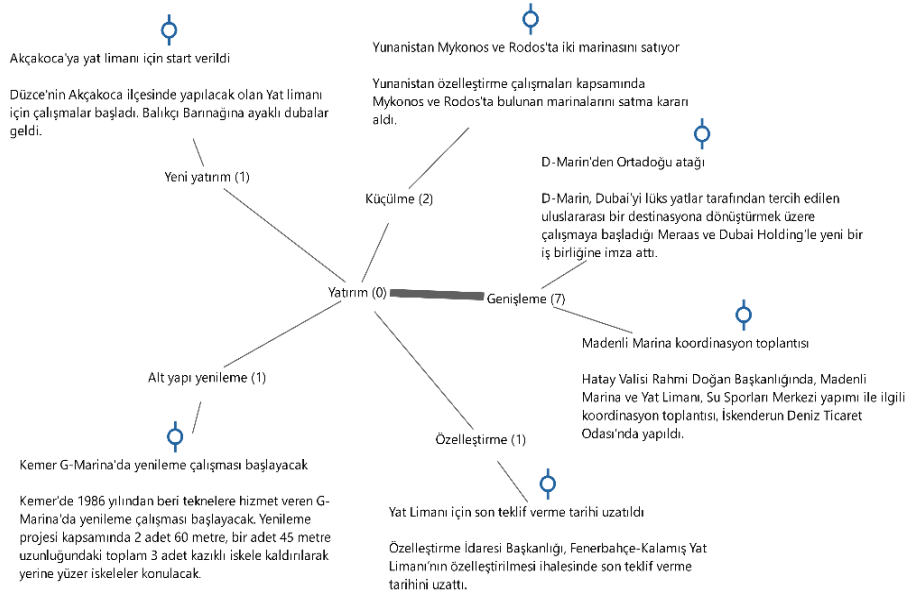 Akçakoca'ya yat limanı için start verildi
Düzce'nin Akçakoca ilçesinde yapılacak olan Yat limanı
için çalışmalar başladı. Balıkçı Barınağına ayaklı dubalar
geldi.
Yeni yatırım (1)
Yunanistan Mykonos ve Rodos'ta iki marinasını satıyor
Yunanistan özelleştirme çalışmaları kapsamında
Mykonos ve Rodos'ta bulunan marinalarını satma kararı
aldı.
Küçülme (2)
D-Marin'den Ortadoğu atağı
D-Marin, Dubai'yi lüks yatlar tarafından tercih edilen
uluslararası bir destinasyona dönüştürmek üzere
çalışmaya başladığı Meraas ve Dubai Holding'le yeni bir
iş birliğine imza attı.
Yatırım (0)
Genişleme (7)
Madenli Marina koordinasyon toplantısı
Hatay Valisi Rahmi Doğan Başkanlığında, Madenli
Marina ve Yat Limanı, Su Sporları Merkezi yapımı ile ilgili
koordinasyon toplantısı, İskenderun Deniz Ticaret
Odası'nda yapıldı.
Alt yapı yenileme (1)
Kemer G-Marina'da yenileme çalışması başlayacak
Kemer'de 1986 yılından beri teknelere hizmet veren G-
Marina'da yenileme çalışması başlayacak. Yenileme
projesi kapsamında 2 adet 60 metre, bir adet 45 metre
uzunluğundaki toplam 3 adet kazıklı iskele kaldırılarak
yerine yüzer iskeleler konulacak.
Özelleştirme (1)
Yat Limanı için son teklif verme tarihi uzatıldı
Özelleştirme İdaresi Başkanlığı, Fenerbahçe-Kalamış Yat
Limanı'nın özelleştirilmesi ihalesinde son teklif verme
tarihini uzattı.